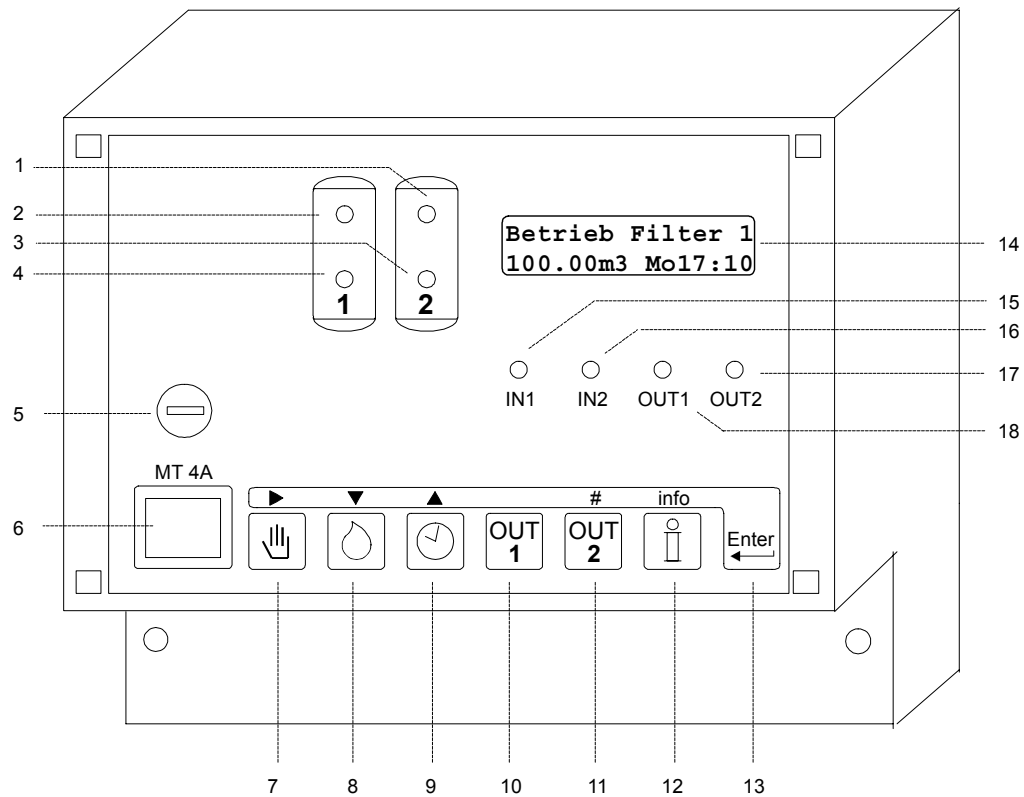 1
2
3
4
1
2
Betrieb Filter 1
100.00m3 Mo17:10
14
15
16
17
18
IN1 IN2 OUT1 OUT2
5
MT 4A
6
▶ ▼ ▲ # info
OUT 1
OUT 2
Enter
7 8 9 10 11 12 13